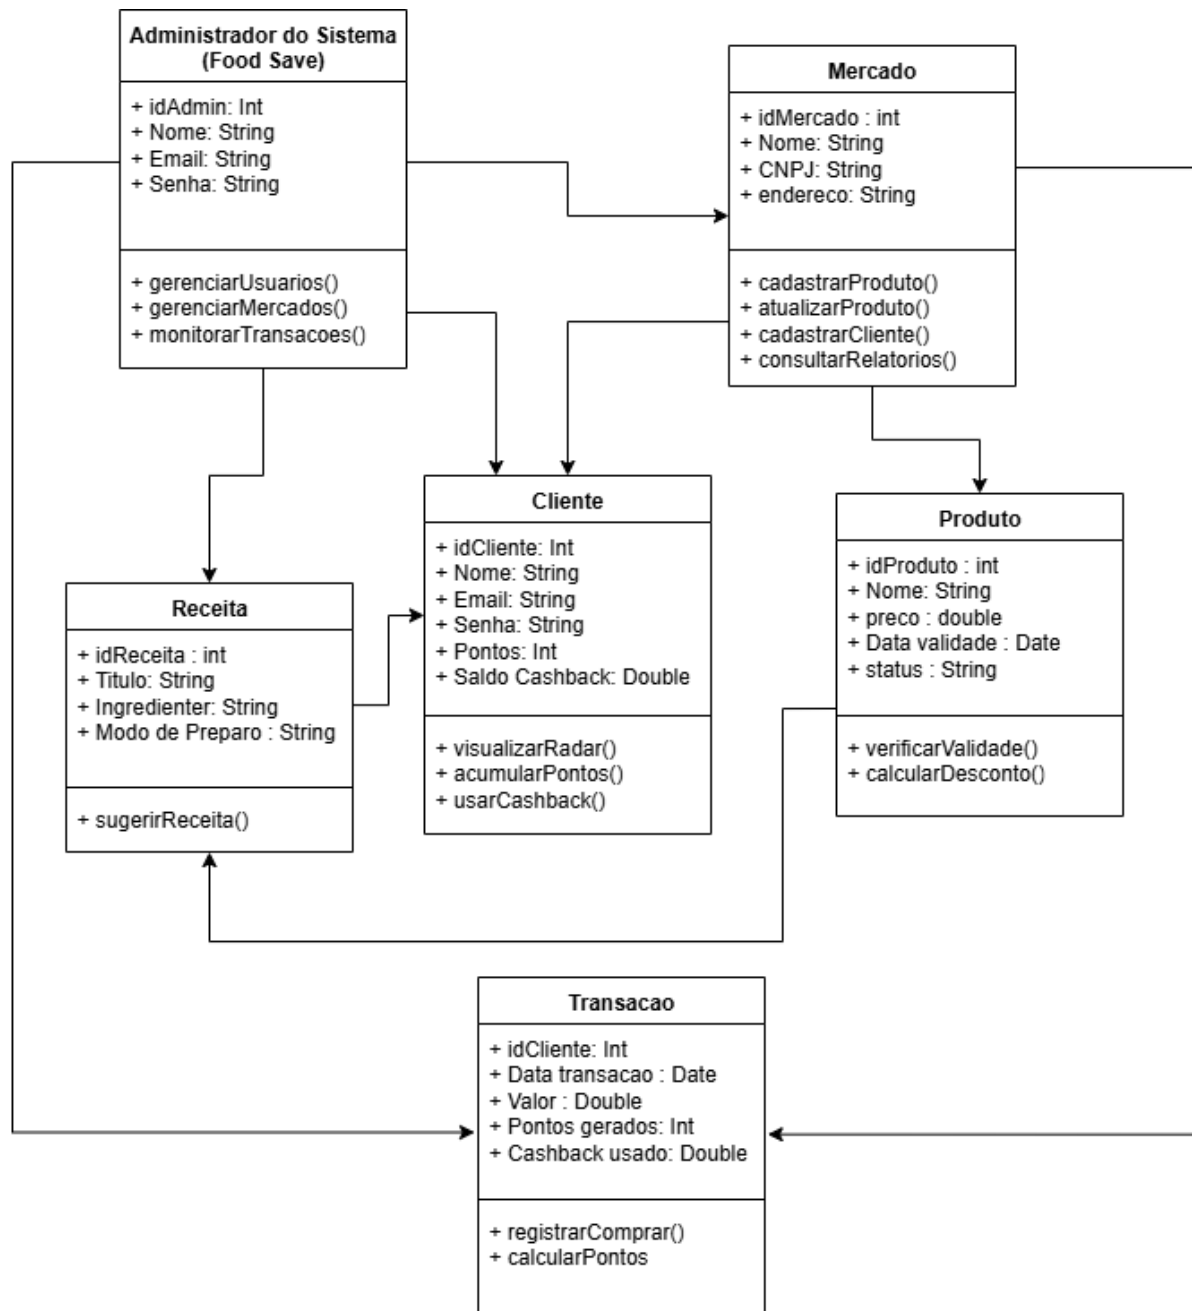 Administrador do Sistema
(Food Save)
+ idAdmin: Int
+ Nome: String
+ Email: String
+ Senha: String
+ gerenciarUsuarios()
+ gerenciarMercados()
+ monitorarTransacoes()
Mercado
+ idMercado : int
+ Nome: String
+ CNPJ: String
+ endereco: String
+ cadastrarProduto()
+ atualizarProduto()
+ cadastrarCliente()
+ consultarRelatorios()
Cliente
+ idCliente: Int
+ Nome: String
+ Email: String
+ Senha: String
+ Pontos: Int
+ Saldo Cashback: Double
+ visualizarRadar()
+ acumularPontos()
+ usarCashback()
Produto
+ idProduto : int
+ Nome: String
+ preco : double
+ Data validade : Date
+ status : String
+ verificarValidade()
+ calcularDesconto()
Receita
+ idReceita : int
+ Titulo: String
+ Ingredienter: String
+ Modo de Preparo : String
+ sugerirReceita()
Transacao
+ idCliente: Int
+ Data transacao : Date
+ Valor : Double
+ Pontos gerados: Int
+ Cashback usado: Double
+ registrarComprar()
+ calcularPontos